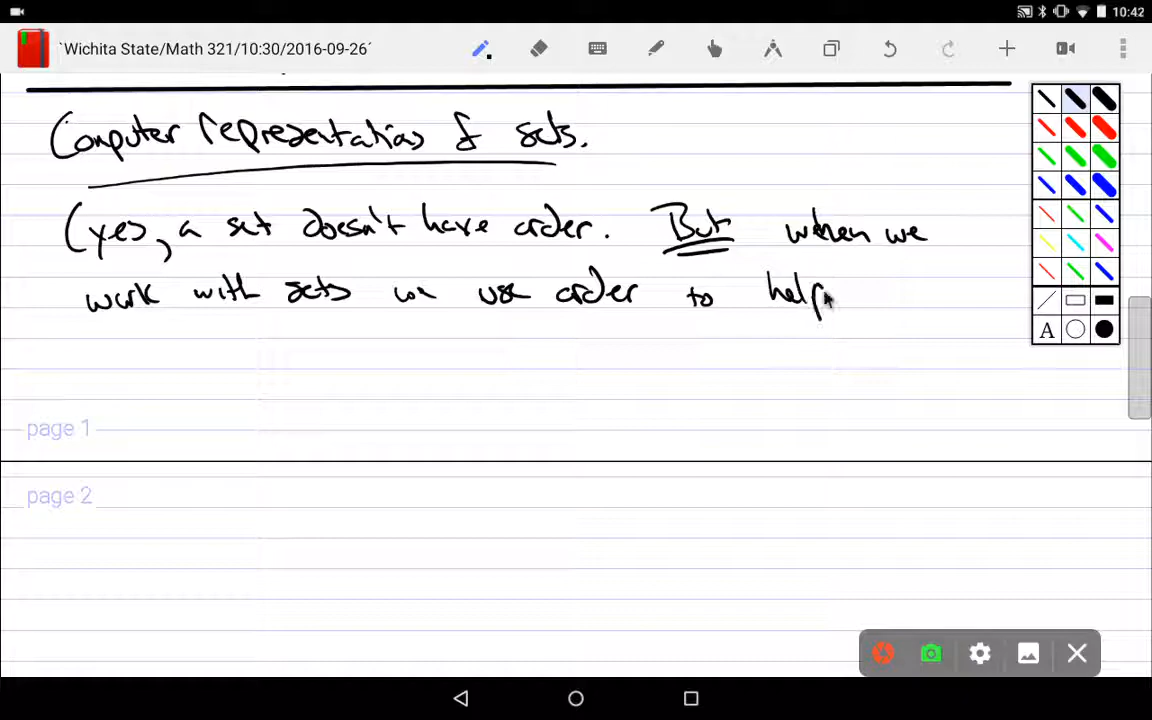 10:42
`Wichita State/Math 321/10:30/2016-09-26´
Computer representations of sets.
(yes, a set doesn't have order. But when we
work with sets we use order to help
A
page 1
page 2